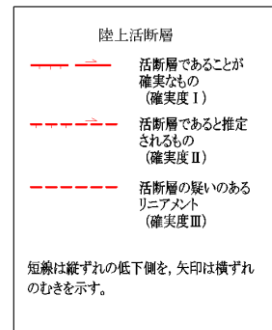 陸上活断層
活断層であることが
確実なもの
(確実度Ⅰ)
活断層であると推定
されるもの
(確実度Ⅱ)
活断層の疑いのある
リニアメント
(確実度Ⅲ)
短線は縦ずれの低下側を, 矢印は横ずれ
のむきを示す。